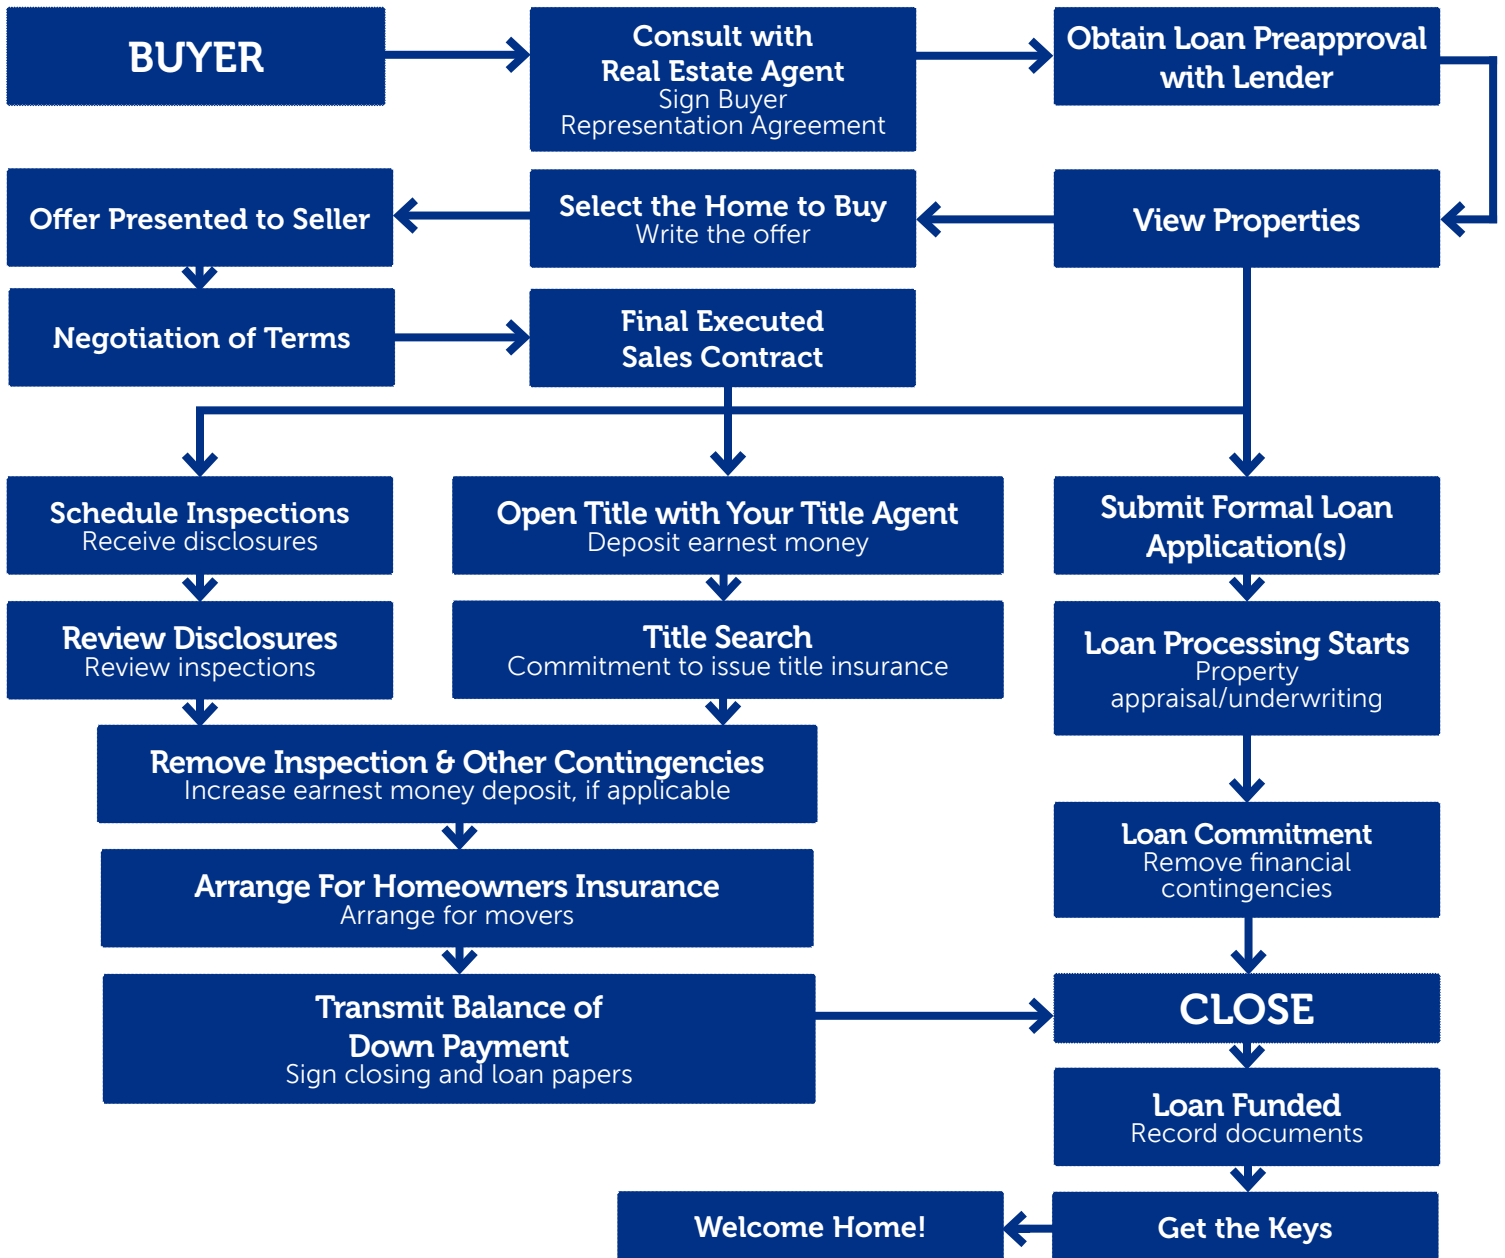 BUYER
Consult with
Real Estate Agent
Sign Buyer
Representation Agreement
Obtain Loan Preapproval
with Lender
View Properties
Select the Home to Buy
Write the offer
Offer Presented to Seller
Negotiation of Terms
Final Executed
Sales Contract
Schedule Inspections
Receive disclosures
Review Disclosures
Review inspections
Open Title with Your Title Agent
Deposit earnest money
Title Search
Commitment to issue title insurance
Remove Inspection & Other Contingencies
Increase earnest money deposit, if applicable
Arrange For Homeowners Insurance
Arrange for movers
Transmit Balance of
Down Payment
Sign closing and loan papers
Submit Formal Loan
Application(s)
Loan Processing Starts
Property
appraisal/underwriting
Loan Commitment
Remove financial
contingencies
CLOSE
Loan Funded
Record documents
Get the Keys
Welcome Home!